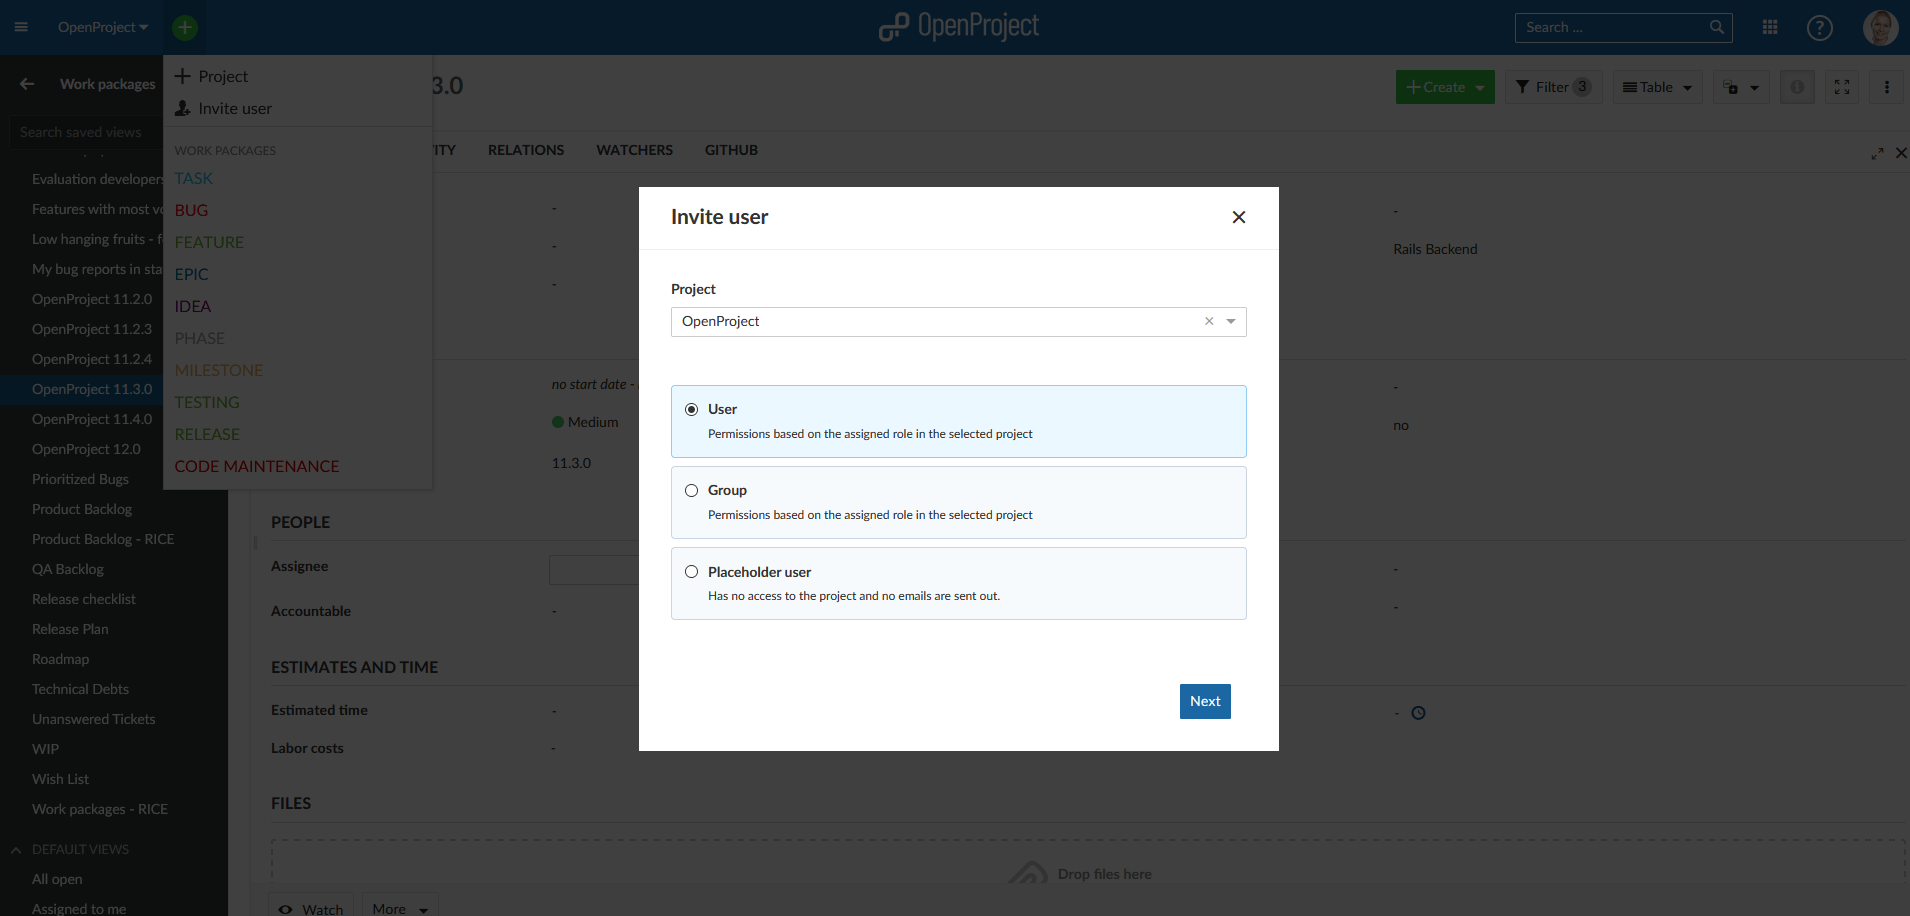 OpenProject
OpenProject
Search ...
?
Work packages
Search saved views
Evaluation developers
Features with most vo
Low hanging fruits - f
My bug reports in sta
OpenProject 11.2.0
OpenProject 11.2.3
OpenProject 11.2.4
OpenProject 11.3.0
OpenProject 11.4.0
OpenProject 12.0
Prioritized Bugs
Product Backlog
Product Backlog - RICE
QA Backlog
Release checklist
Release Plan
Roadmap
Technical Debts
Unanswered Tickets
WIP
Wish List
Work packages - RICE
DEFAULT VIEWS
All open
Assigned to me
Project
Invite user
WORK PACKAGES
TASK
BUG
FEATURE
EPIC
IDEA
PHASE
MILESTONE
TESTING
RELEASE
CODE MAINTENANCE
3.0
Create
Filter 3
Table
ITY RELATIONS WATCHERS GITHUB
-
-
- Rails Backend
-
-
no start date -
-
Medium
no
11.3.0
PEOPLE
Assignee
-
Accountable - -
ESTIMATES AND TIME
Estimated time - -
Labor costs -
FILES
Drop files here
Watch More
Invite user
Project
OpenProject
User
Permissions based on the assigned role in the selected project
Group
Permissions based on the assigned role in the selected project
Placeholder user
Has no access to the project and no emails are sent out.
Next